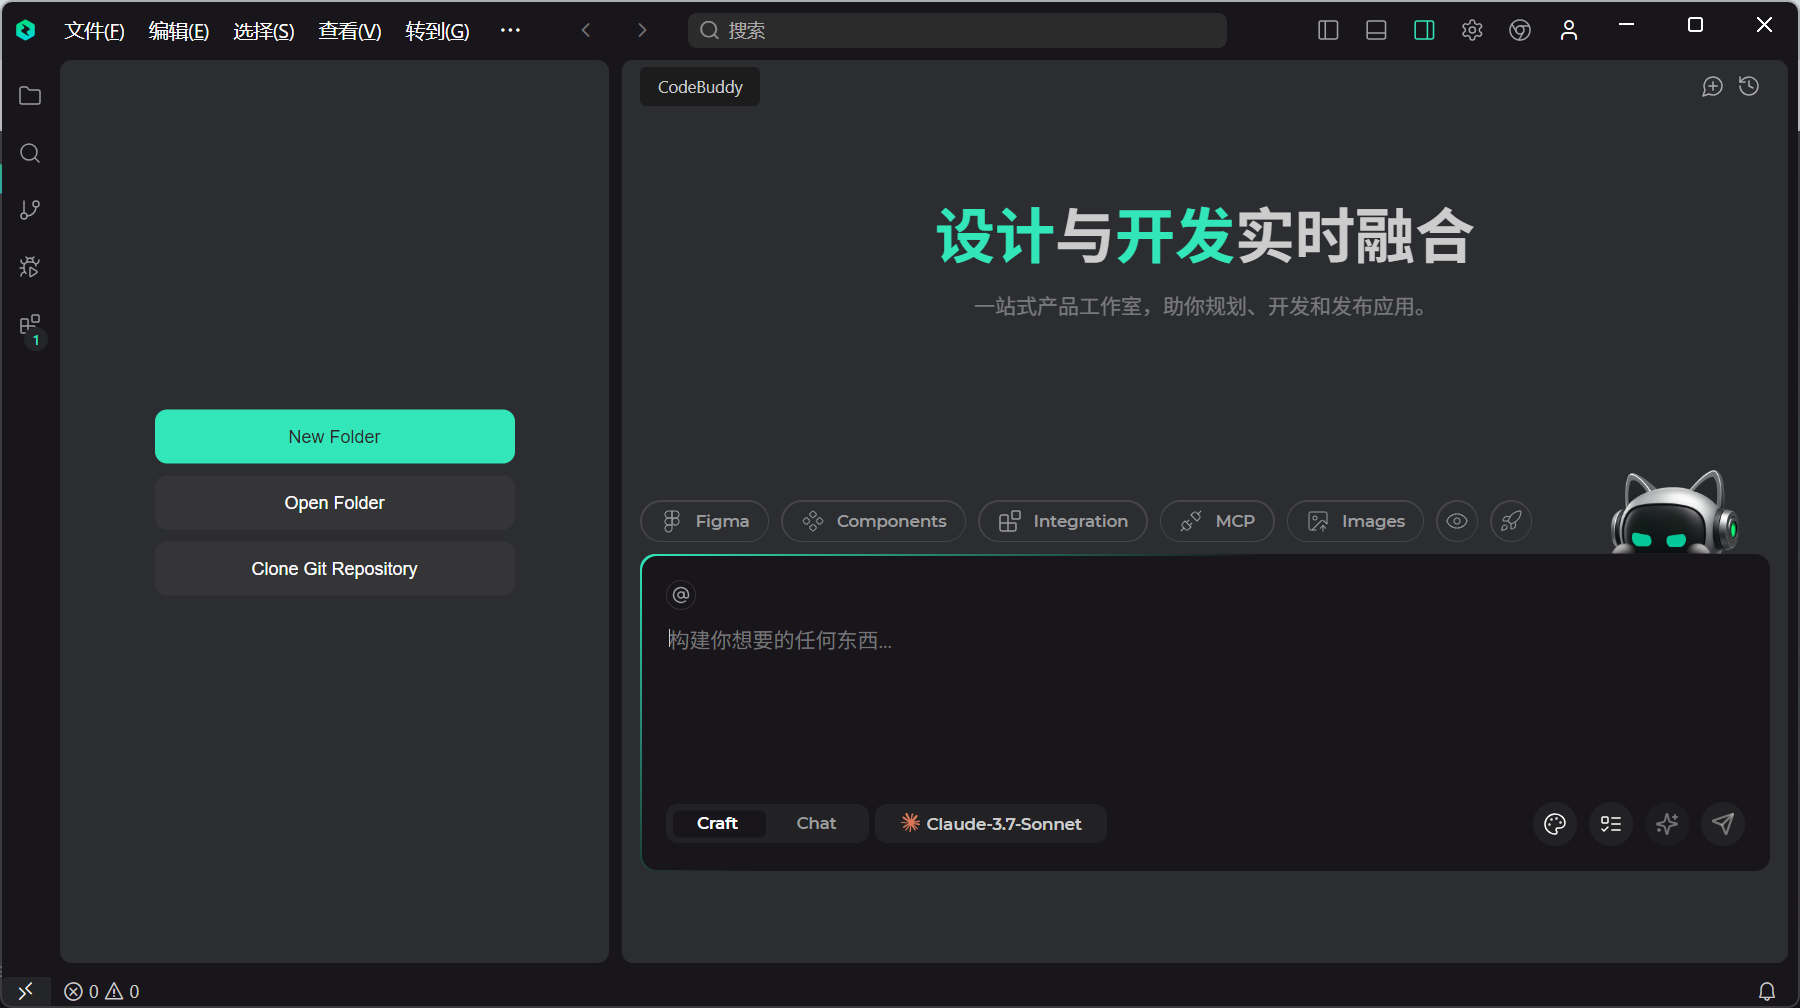 文件(F) 编辑(E) 选择(S) 查看(V) 转到(G) ··· 搜索
1
New Folder
Open Folder
Clone Git Repository
CodeBuddy
设计与开发实时融合
一站式产品工作室，助你规划、开发和发布应用。
Figma Components Integration MCP Images
@
构建你想要的任何东西...
Craft Chat Claude-3.7-Sonnet
0 0